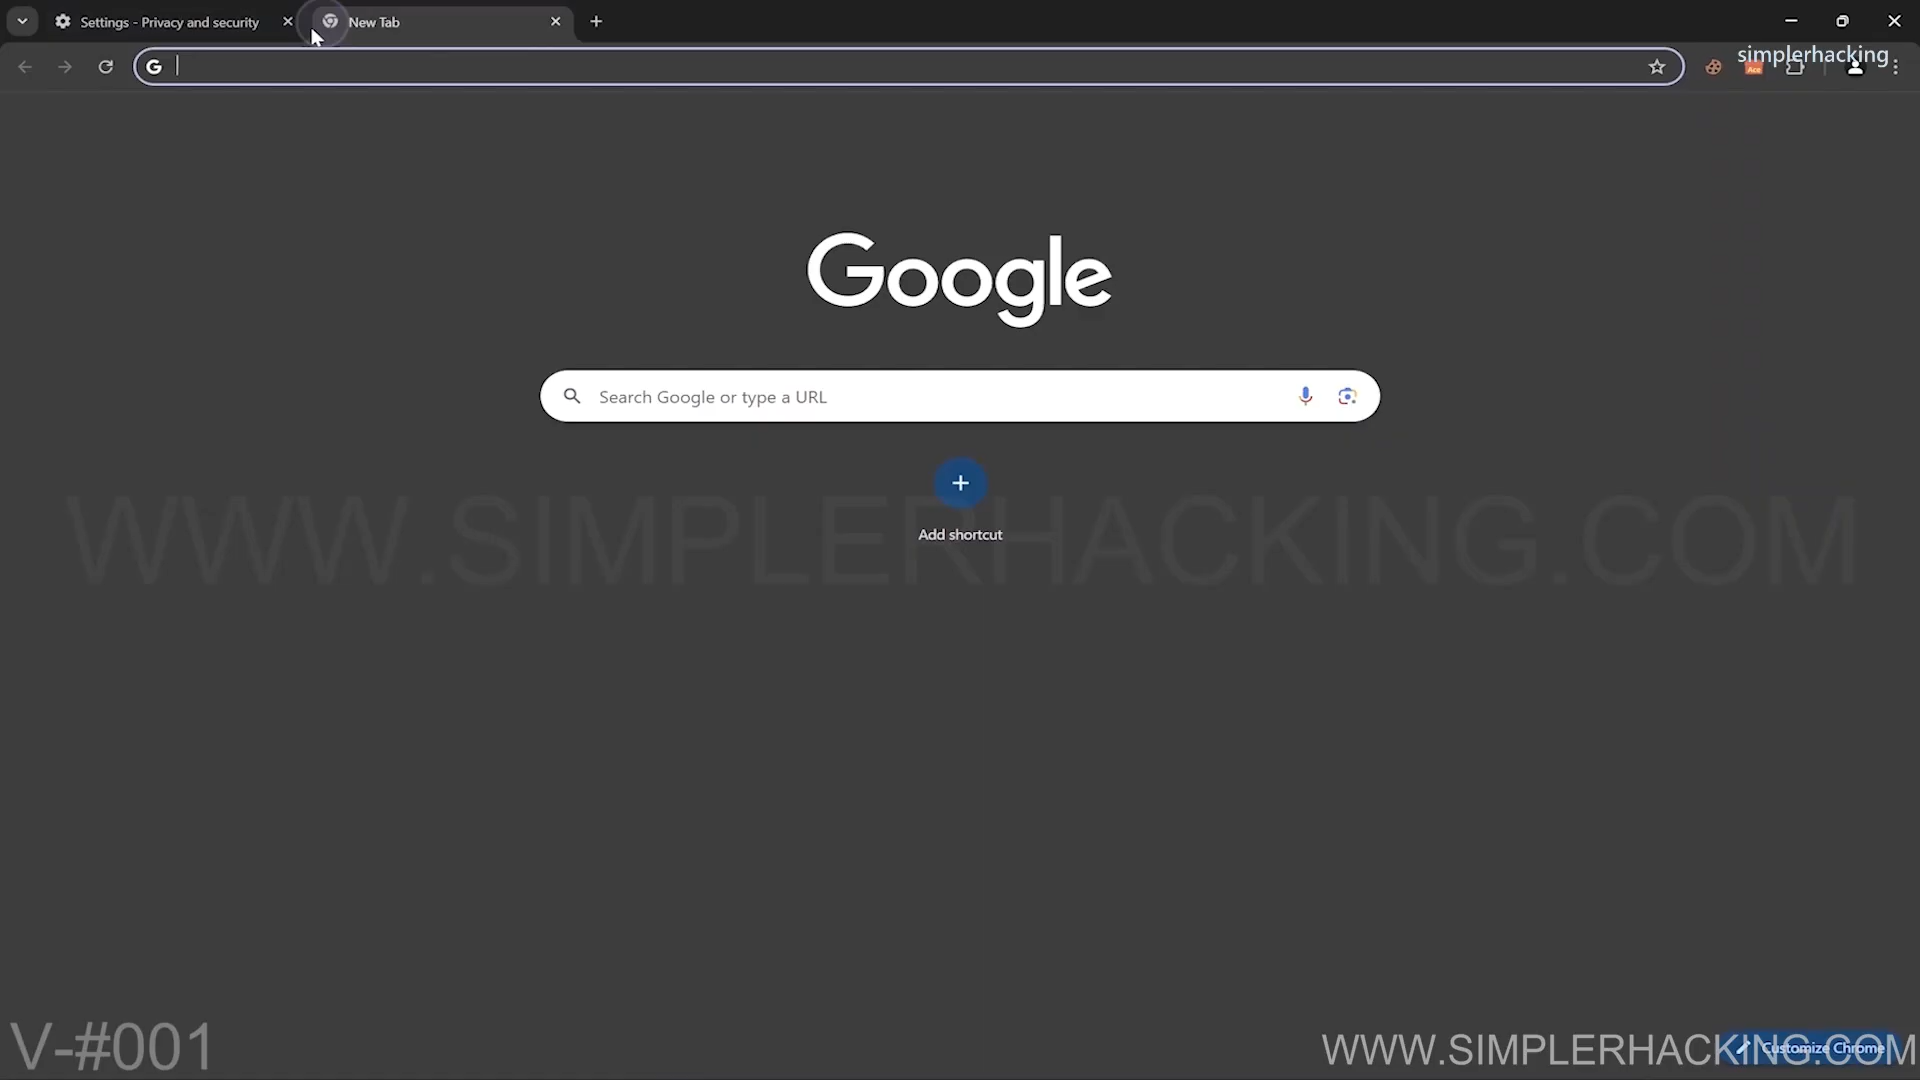 Settings - Privacy and security
New Tab
simplerhacking
G
Ace
Google
Search Google or type a URL
Add shortcut
WWW.SIMPLERHACKING.COM
V-#001
WWW.SIMPLERHACKING.COM
Customize Chrome